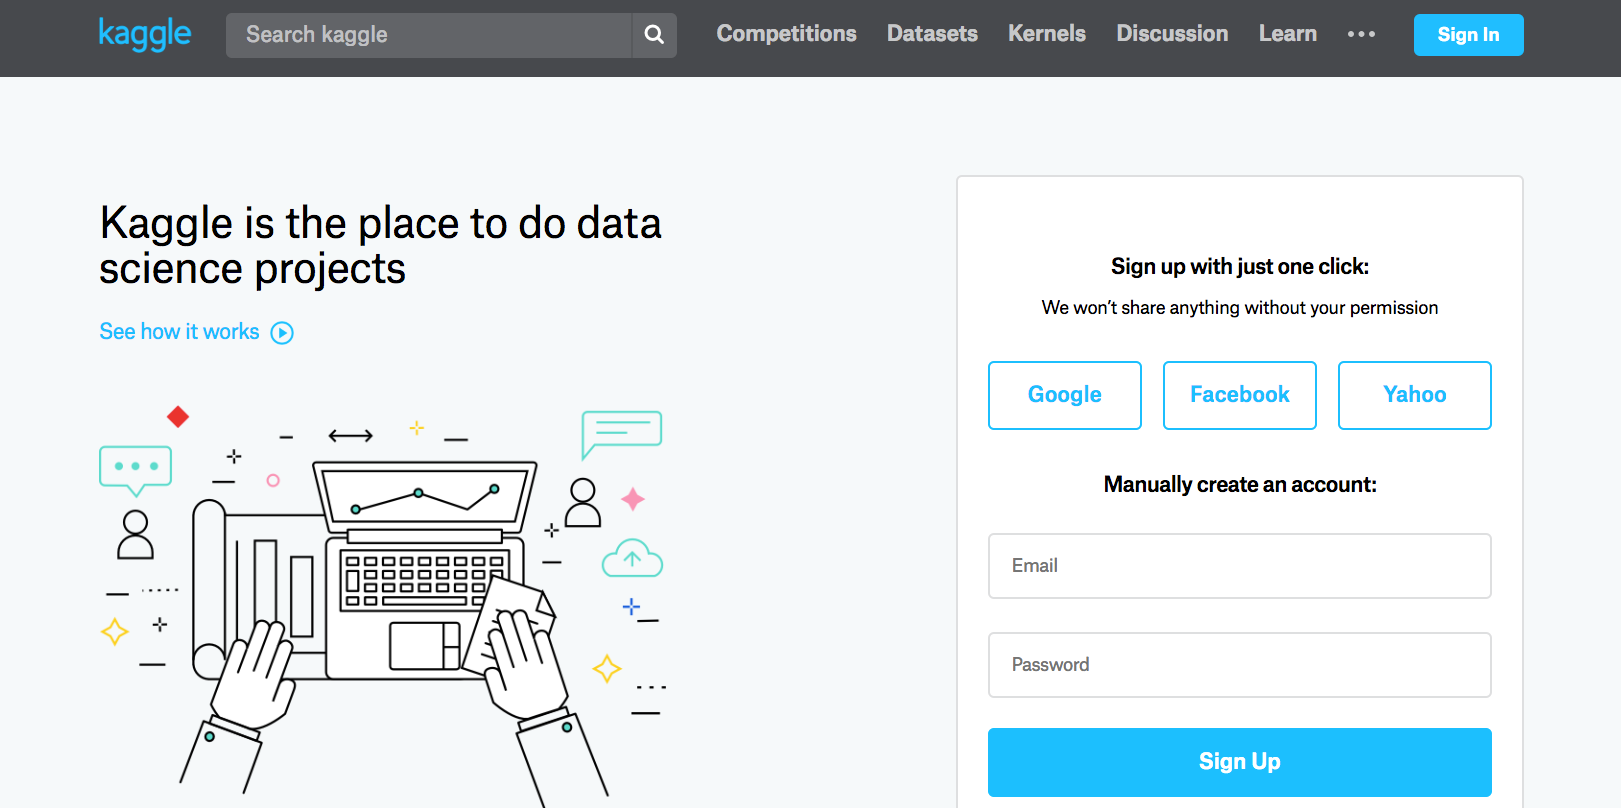 kaggle
Search kaggle
Competitions
Datasets
Kernels
Discussion
Learn
Sign In
Kaggle is the place to do data
science projects
See how it works
Sign up with just one click:
We won’t share anything without your permission
Google
Facebook
Yahoo
Manually create an account:
Email
Password
Sign Up